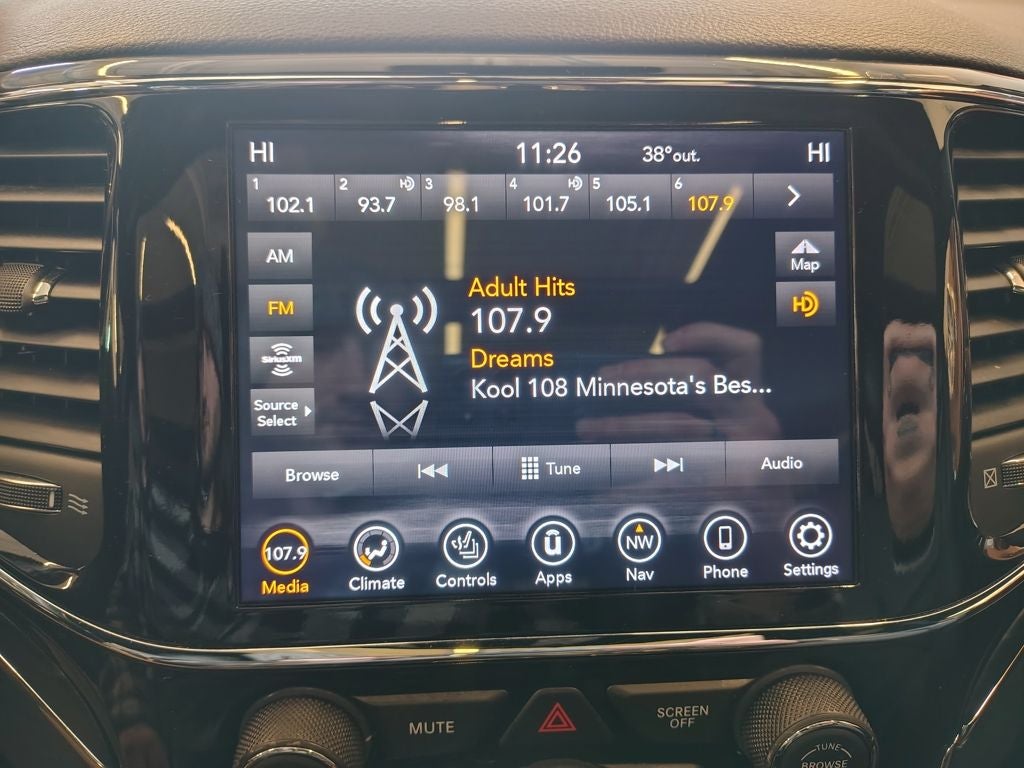 HI 11:26 38°out. HI
1 2 HD 3 4 HD 5 6
102.1 93.7 98.1 101.7 105.1 107.9
AM
Map
FM
HD
Adult Hits
107.9
SiriusXM
Dreams
Kool 108 Minnesota's Bes...
Source
Select
Browse Tune Audio
107.9 NW
Media Climate Controls Apps Nav Phone Settings
MUTE
SCREEN
OFF
TUNE
BROWSE